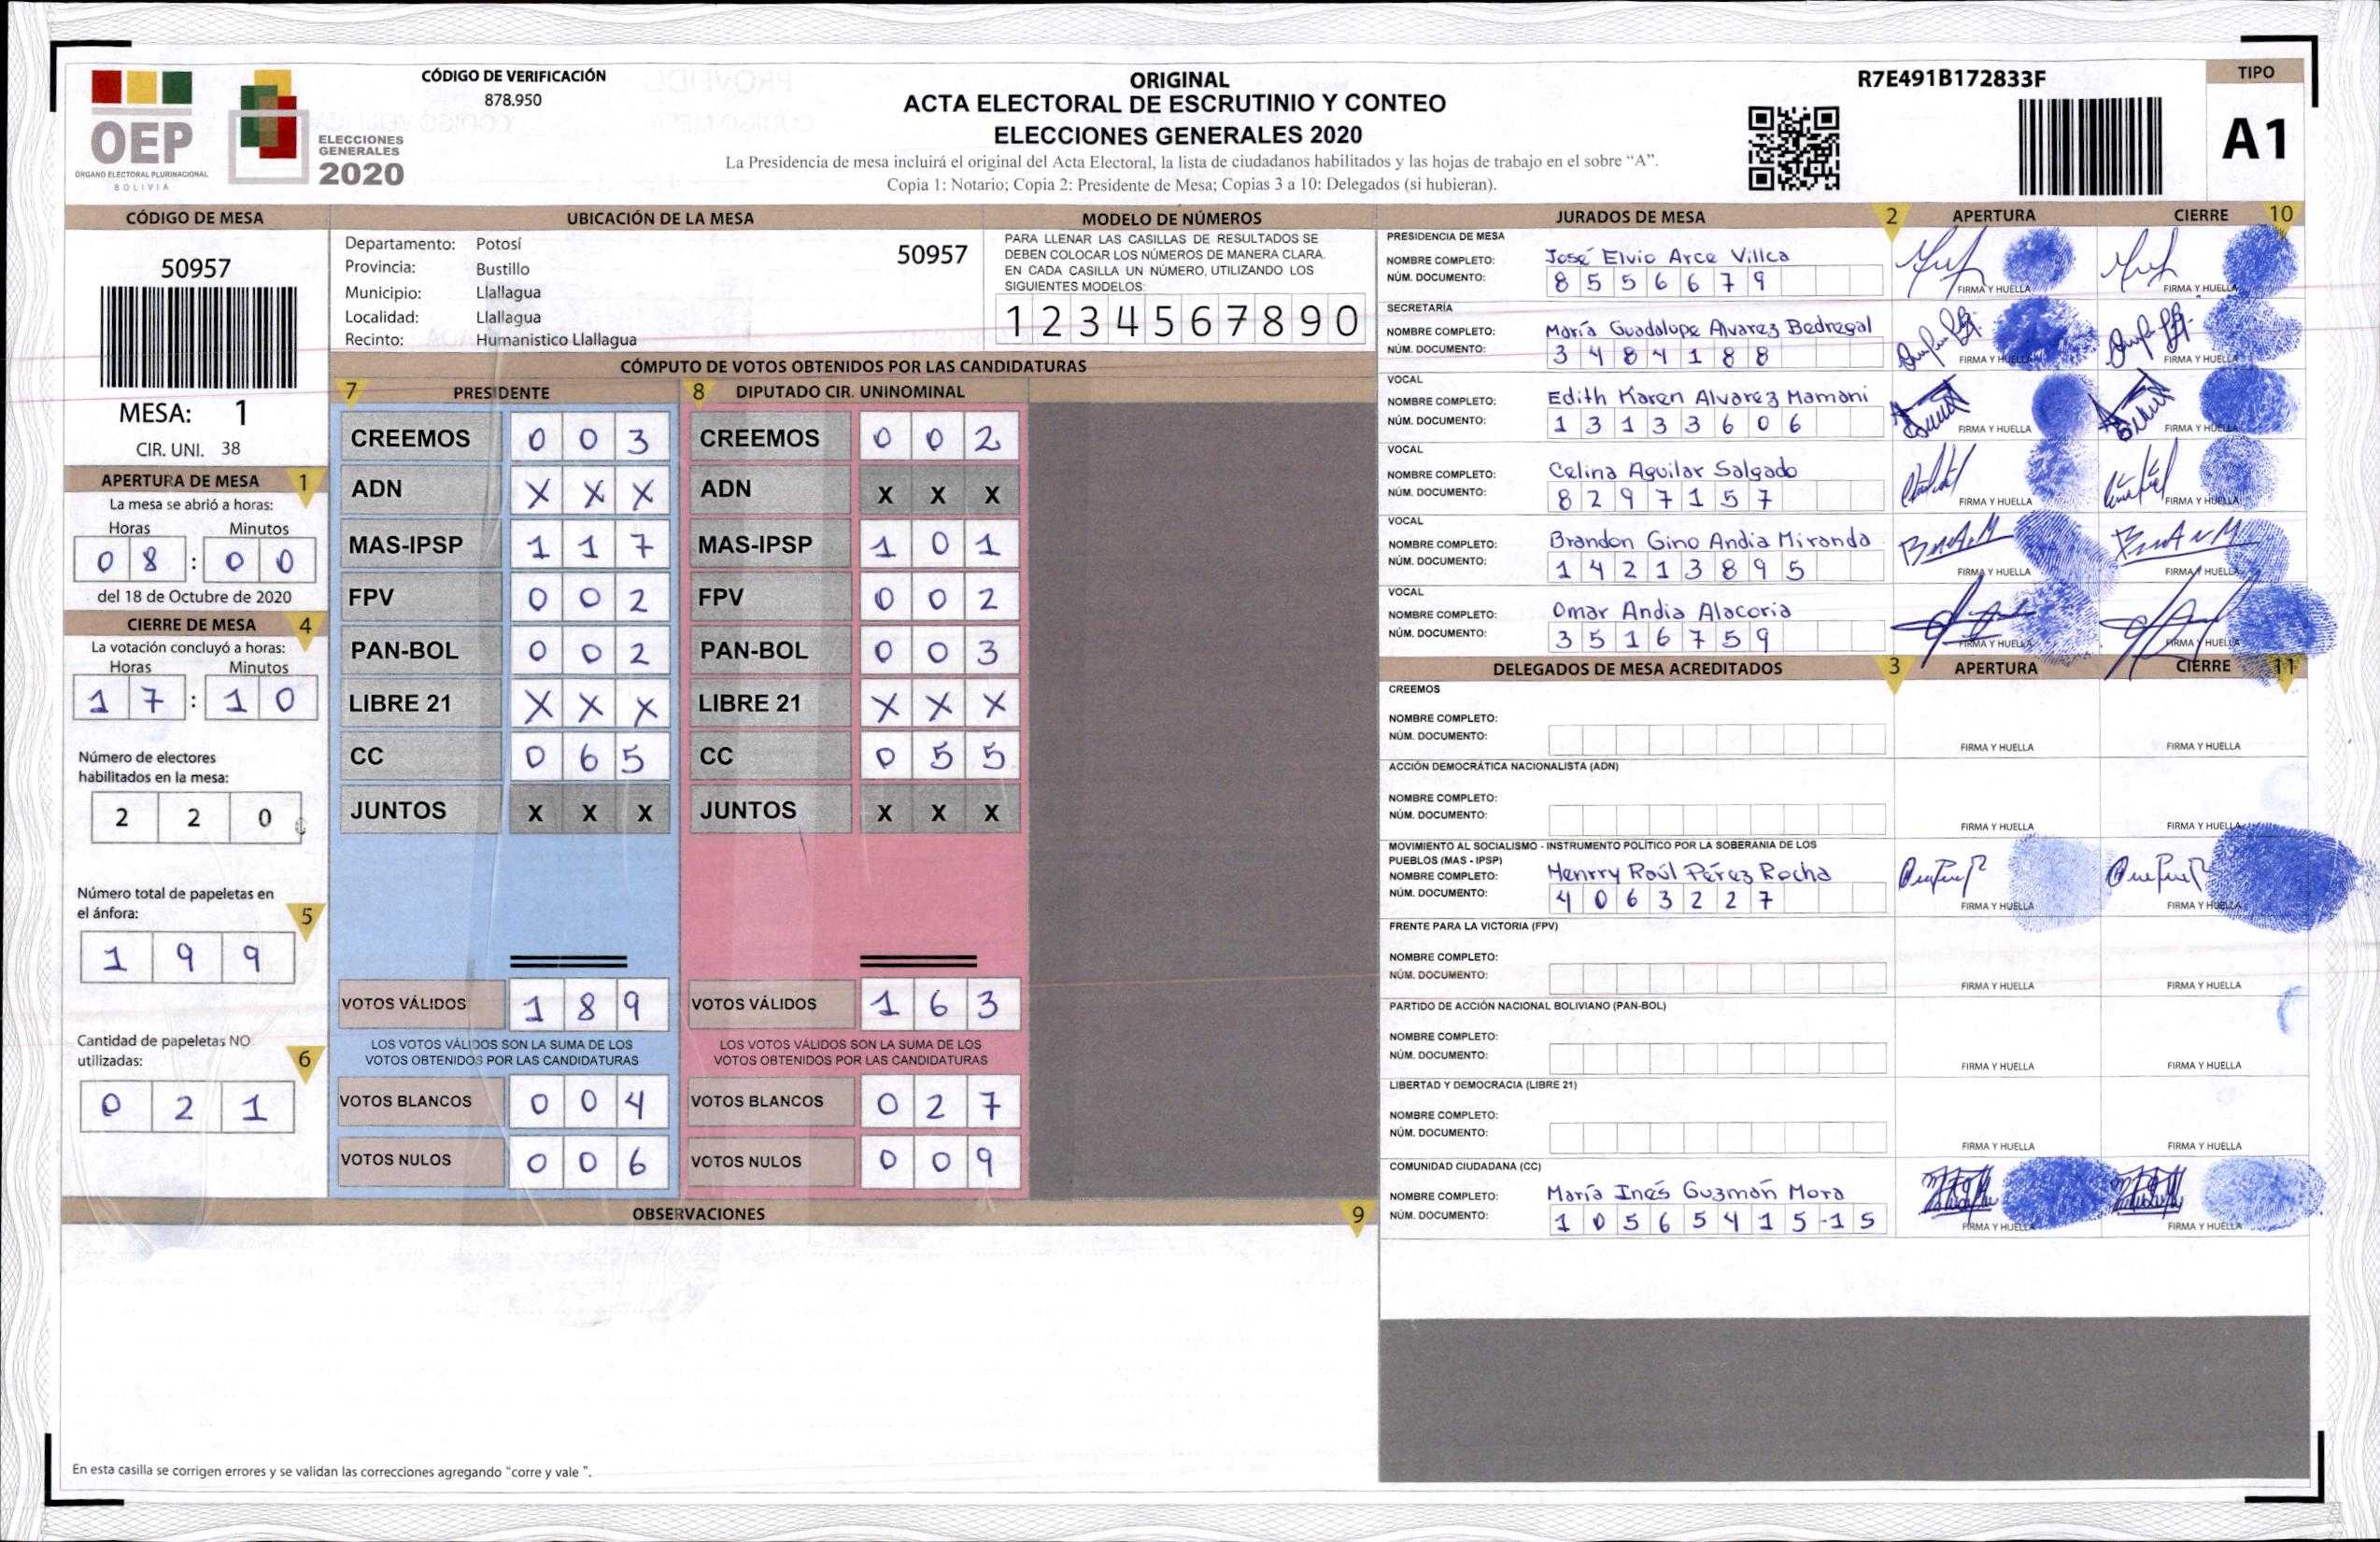 OEP
ÓRGANO ELECTORAL PLURINACIONAL
BOLIVIA
ELECCIONES
GENERALES
2020
CÓDIGO DE VERIFICACIÓN
878.950
ORIGINAL
ACTA ELECTORAL DE ESCRUTINIO Y CONTEO
ELECCIONES GENERALES 2020
La Presidencia de mesa incluirá el original del Acta Electoral, la lista de ciudadanos habilitados y las hojas de trabajo en el sobre “A”.
Copia 1: Notario; Copia 2: Presidente de Mesa; Copias 3 a 10: Delegados (si hubieran).
R7E491B172833F
TIPO
A1
CÓDIGO DE MESA
50957
MESA: 1
CIR. UNI. 38
APERTURA DE MESA 1
La mesa se abrió a horas:
Horas Minutos
0 8 : 0 0
del 18 de Octubre de 2020
CIERRE DE MESA 4
La votación concluyó a horas:
Horas Minutos
1 7 : 1 0
Número de electores
habilitados en la mesa:
2 2 0
Número total de papeletas en
el ánfora: 5
1 9 9
Cantidad de papeletas NO
utilizadas: 6
0 2 1
UBICACIÓN DE LA MESA
Departamento: Potosí 50957
Provincia: Bustillo
Municipio: Llallagua
Localidad: Llallagua
Recinto: Humanistico Llallagua
MODELO DE NÚMEROS
PARA LLENAR LAS CASILLAS DE RESULTADOS SE
DEBEN COLOCAR LOS NÚMEROS DE MANERA CLARA.
EN CADA CASILLA UN NÚMERO, UTILIZANDO LOS
SIGUIENTES MODELOS:
1 2 3 4 5 6 7 8 9 0
CÓMPUTO DE VOTOS OBTENIDOS POR LAS CANDIDATURAS
7 PRESIDENTE 8 DIPUTADO CIR. UNINOMINAL
CREEMOS 0 0 3 CREEMOS 0 0 2
ADN X X X ADN X X X
MAS-IPSP 1 1 7 MAS-IPSP 1 0 1
FPV 0 0 2 FPV 0 0 2
PAN-BOL 0 0 2 PAN-BOL 0 0 3
LIBRE 21 X X X LIBRE 21 X X X
CC 0 6 5 CC 0 5 5
JUNTOS X X X JUNTOS X X X
VOTOS VÁLIDOS 1 8 9 VOTOS VÁLIDOS 1 6 3
LOS VOTOS VÁLIDOS SON LA SUMA DE LOS LOS VOTOS VÁLIDOS SON LA SUMA DE LOS
VOTOS OBTENIDOS POR LAS CANDIDATURAS VOTOS OBTENIDOS POR LAS CANDIDATURAS
VOTOS BLANCOS 0 0 4 VOTOS BLANCOS 0 2 7
VOTOS NULOS 0 0 6 VOTOS NULOS 0 0 9
OBSERVACIONES 9
En esta casilla se corrigen errores y se validan las correcciones agregando “corre y vale ”.
JURADOS DE MESA 2 APERTURA CIERRE 10
PRESIDENCIA DE MESA
NOMBRE COMPLETO: José Elvio Arce Villca
NÚM. DOCUMENTO: 8 5 5 6 6 7 9
FIRMA Y HUELLA FIRMA Y HUELLA
SECRETARÍA
NOMBRE COMPLETO: María Guadalupe Alvarez Bedregal
NÚM. DOCUMENTO: 3 4 8 4 1 8 8
FIRMA Y HUELLA FIRMA Y HUELLA
VOCAL
NOMBRE COMPLETO: Edith Karen Alvarez Mamani
NÚM. DOCUMENTO: 1 3 1 3 3 6 0 6
FIRMA Y HUELLA FIRMA Y HUELLA
VOCAL
NOMBRE COMPLETO: Celina Aguilar Salgado
NÚM. DOCUMENTO: 8 2 9 7 1 5 7
FIRMA Y HUELLA FIRMA Y HUELLA
VOCAL
NOMBRE COMPLETO: Brandon Gino Andia Miranda
NÚM. DOCUMENTO: 1 4 2 1 3 8 9 5
FIRMA Y HUELLA FIRMA Y HUELLA
VOCAL
NOMBRE COMPLETO: Omar Andia Alacoria
NÚM. DOCUMENTO: 3 5 1 6 7 5 9
FIRMA Y HUELLA FIRMA Y HUELLA
DELEGADOS DE MESA ACREDITADOS 3 APERTURA CIERRE 11
CREEMOS
NOMBRE COMPLETO:
NÚM. DOCUMENTO:
FIRMA Y HUELLA FIRMA Y HUELLA
ACCIÓN DEMOCRÁTICA NACIONALISTA (ADN)
NOMBRE COMPLETO:
NÚM. DOCUMENTO:
FIRMA Y HUELLA FIRMA Y HUELLA
MOVIMIENTO AL SOCIALISMO - INSTRUMENTO POLÍTICO POR LA SOBERANIA DE LOS
PUEBLOS (MAS - IPSP)
NOMBRE COMPLETO: Henrry Raúl Pérez Rocha
NÚM. DOCUMENTO: 4 0 6 3 2 2 7
FIRMA Y HUELLA FIRMA Y HUELLA
FRENTE PARA LA VICTORIA (FPV)
NOMBRE COMPLETO:
NÚM. DOCUMENTO:
FIRMA Y HUELLA FIRMA Y HUELLA
PARTIDO DE ACCIÓN NACIONAL BOLIVIANO (PAN-BOL)
NOMBRE COMPLETO:
NÚM. DOCUMENTO:
FIRMA Y HUELLA FIRMA Y HUELLA
LIBERTAD Y DEMOCRACIA (LIBRE 21)
NOMBRE COMPLETO:
NÚM. DOCUMENTO:
FIRMA Y HUELLA FIRMA Y HUELLA
COMUNIDAD CIUDADANA (CC)
NOMBRE COMPLETO: María Inés Guzmán Mora
NÚM. DOCUMENTO: 1 0 5 6 5 4 1 5-1 5
FIRMA Y HUELLA FIRMA Y HUELLA